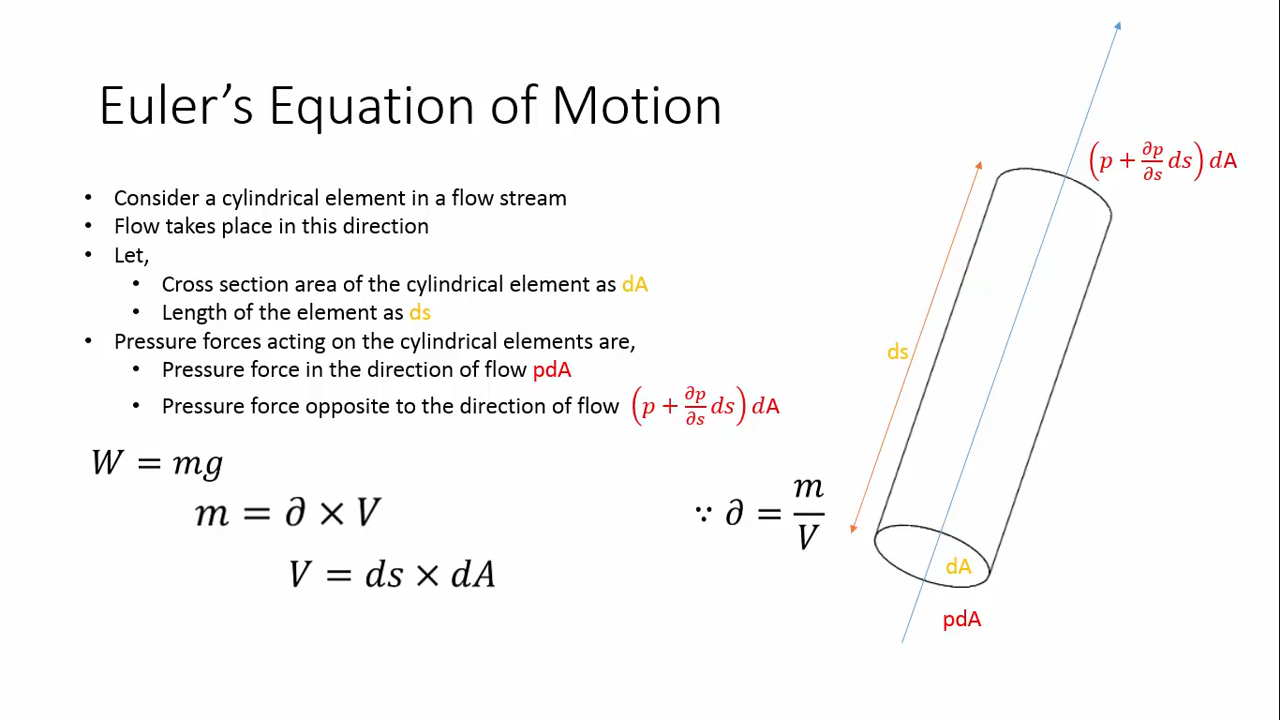 Euler's Equation of Motion
• Consider a cylindrical element in a flow stream
• Flow takes place in this direction
• Let,
• Cross section area of the cylindrical element as dA
• Length of the element as ds
• Pressure forces acting on the cylindrical elements are,
• Pressure force in the direction of flow pdA
• Pressure force opposite to the direction of flow (p + ∂p/∂s ds) dA
W = mg
m = ∂ × V
∵ ∂ = m/V
V = ds × dA
(p + ∂p/∂s ds) dA
ds
dA
pdA